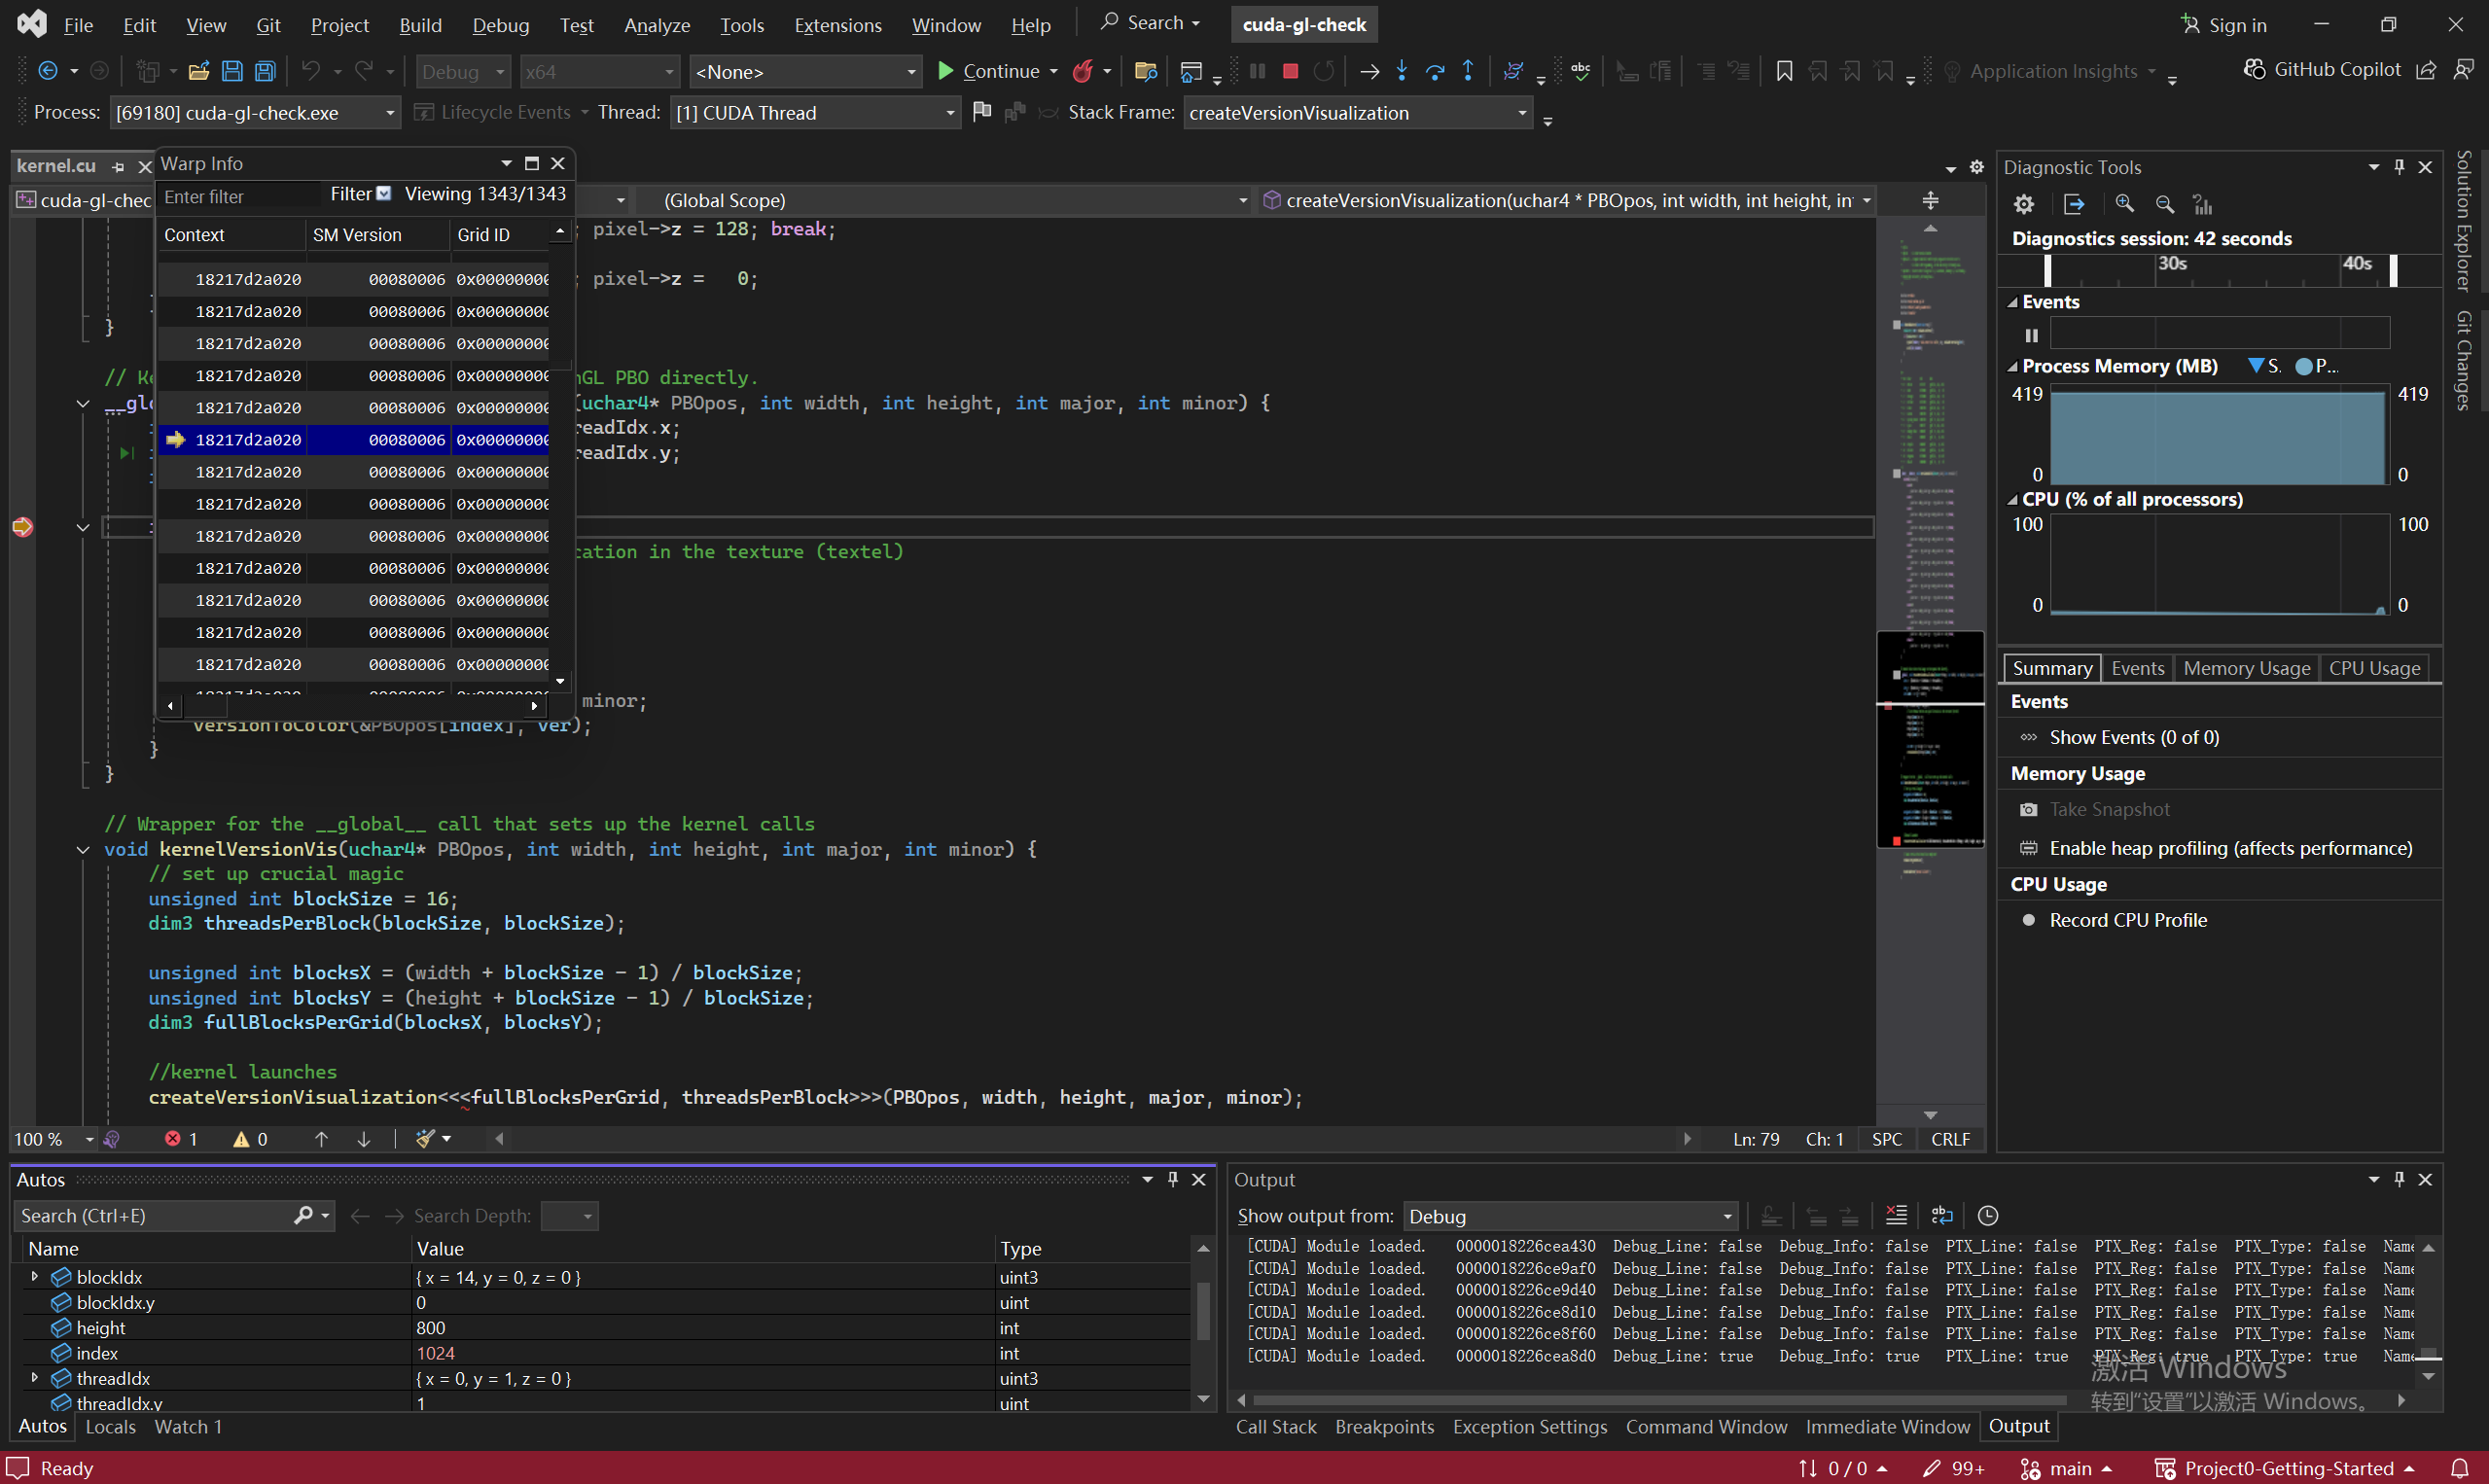 File Edit View Git Project Build Debug Test Analyze Tools Extensions Window Help Search cuda-gl-check Sign in
Debug x64 <None> Continue Application Insights GitHub Copilot
Process: [69180] cuda-gl-check.exe Lifecycle Events Thread: [1] CUDA Thread Stack Frame: createVersionVisualization
kernel.cu
cuda-gl-chec (Global Scope) createVersionVisualization(uchar4 * PBOpos, int width, int height, in
Warp Info
Enter filter Filter Viewing 1343/1343
Context SM Version Grid ID
18217d2a020 00080006 0x00000000
18217d2a020 00080006 0x00000000
18217d2a020 00080006 0x00000000
18217d2a020 00080006 0x00000000
18217d2a020 00080006 0x00000000
18217d2a020 00080006 0x00000000
18217d2a020 00080006 0x00000000
18217d2a020 00080006 0x00000000
18217d2a020 00080006 0x00000000
18217d2a020 00080006 0x00000000
18217d2a020 00080006 0x00000000
18217d2a020 00080006 0x00000000
18217d2a020 00080006 0x00000000
; pixel->z = 128; break;
; pixel->z =   0;
}
// Ke nGL PBO directly.
__glo (uchar4* PBOpos, int width, int height, int major, int minor) {
readIdx.x;
readIdx.y;
cation in the texture (textel)
minor;
versionToColor(&PBOpos[index], ver);
}
}
// Wrapper for the __global__ call that sets up the kernel calls
void kernelVersionVis(uchar4* PBOpos, int width, int height, int major, int minor) {
// set up crucial magic
unsigned int blockSize = 16;
dim3 threadsPerBlock(blockSize, blockSize);
unsigned int blocksX = (width + blockSize - 1) / blockSize;
unsigned int blocksY = (height + blockSize - 1) / blockSize;
dim3 fullBlocksPerGrid(blocksX, blocksY);
//kernel launches
createVersionVisualization<<<fullBlocksPerGrid, threadsPerBlock>>>(PBOpos, width, height, major, minor);
100 % 1 0 Ln: 79 Ch: 1 SPC CRLF
Diagnostic Tools
Diagnostics session: 42 seconds
30s 40s
Events
Process Memory (MB) S. P...
419 419
0 0
CPU (% of all processors)
100 100
0 0
Summary Events Memory Usage CPU Usage
Events
Show Events (0 of 0)
Memory Usage
Take Snapshot
Enable heap profiling (affects performance)
CPU Usage
Record CPU Profile
Solution Explorer
Git Changes
Autos
Search (Ctrl+E) Search Depth:
Name Value Type
blockIdx { x = 14, y = 0, z = 0 } uint3
blockIdx.y 0 uint
height 800 int
index 1024 int
threadIdx { x = 0, y = 1, z = 0 } uint3
threadIdx.y 1 uint
Autos Locals Watch 1
Output
Show output from: Debug
[CUDA] Module loaded. 0000018226cea430 Debug_Line: false Debug_Info: false PTX_Line: false PTX_Reg: false PTX_Type: false Name
[CUDA] Module loaded. 0000018226ce9af0 Debug_Line: false Debug_Info: false PTX_Line: false PTX_Reg: false PTX_Type: false Name
[CUDA] Module loaded. 0000018226ce9d40 Debug_Line: false Debug_Info: false PTX_Line: false PTX_Reg: false PTX_Type: false Name
[CUDA] Module loaded. 0000018226ce8d10 Debug_Line: false Debug_Info: false PTX_Line: false PTX_Reg: false PTX_Type: false Name
[CUDA] Module loaded. 0000018226ce8f60 Debug_Line: false Debug_Info: false PTX_Line: false PTX_Reg: false PTX_Type: false Name
[CUDA] Module loaded. 0000018226cea8d0 Debug_Line: true Debug_Info: true PTX_Line: true PTX_Reg: true PTX_Type: true Name
激活 Windows
转到"设置"以激活 Windows。
Call Stack Breakpoints Exception Settings Command Window Immediate Window Output
Ready 0 / 0 99+ main Project0-Getting-Started